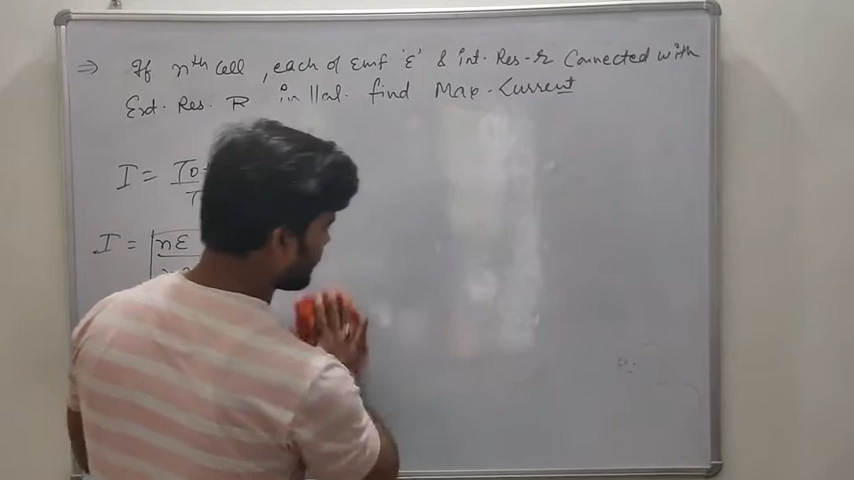 ⇒ If nth cell, each of Emf 'ε' & int. Res-r Connected with
Ext. Res. R in llal. find Max. Current
I =
I = nε